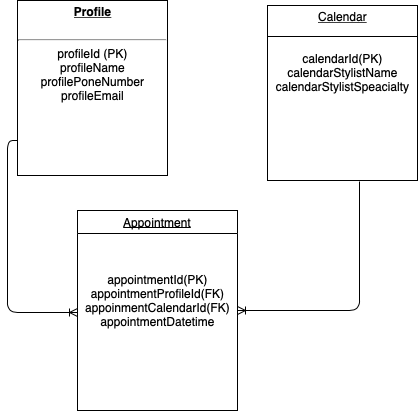 Profile
profileId (PK)
profileName
profilePoneNumber
profileEmail
Calendar
calendarId(PK)
calendarStylistName
calendarStylistSpeacialty
Appointment
appointmentId(PK)
appointmentProfileId(FK)
appoinmentCalendarId(FK)
appointmentDatetime